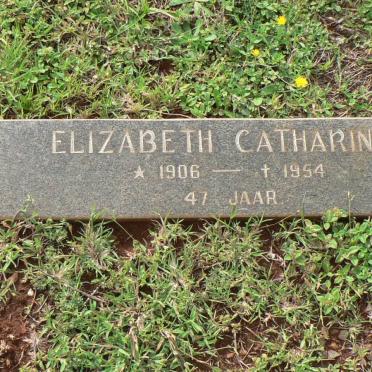 ELIZABETH CATHARIN
★ 1906 — ✝ 1954
47 JAAR